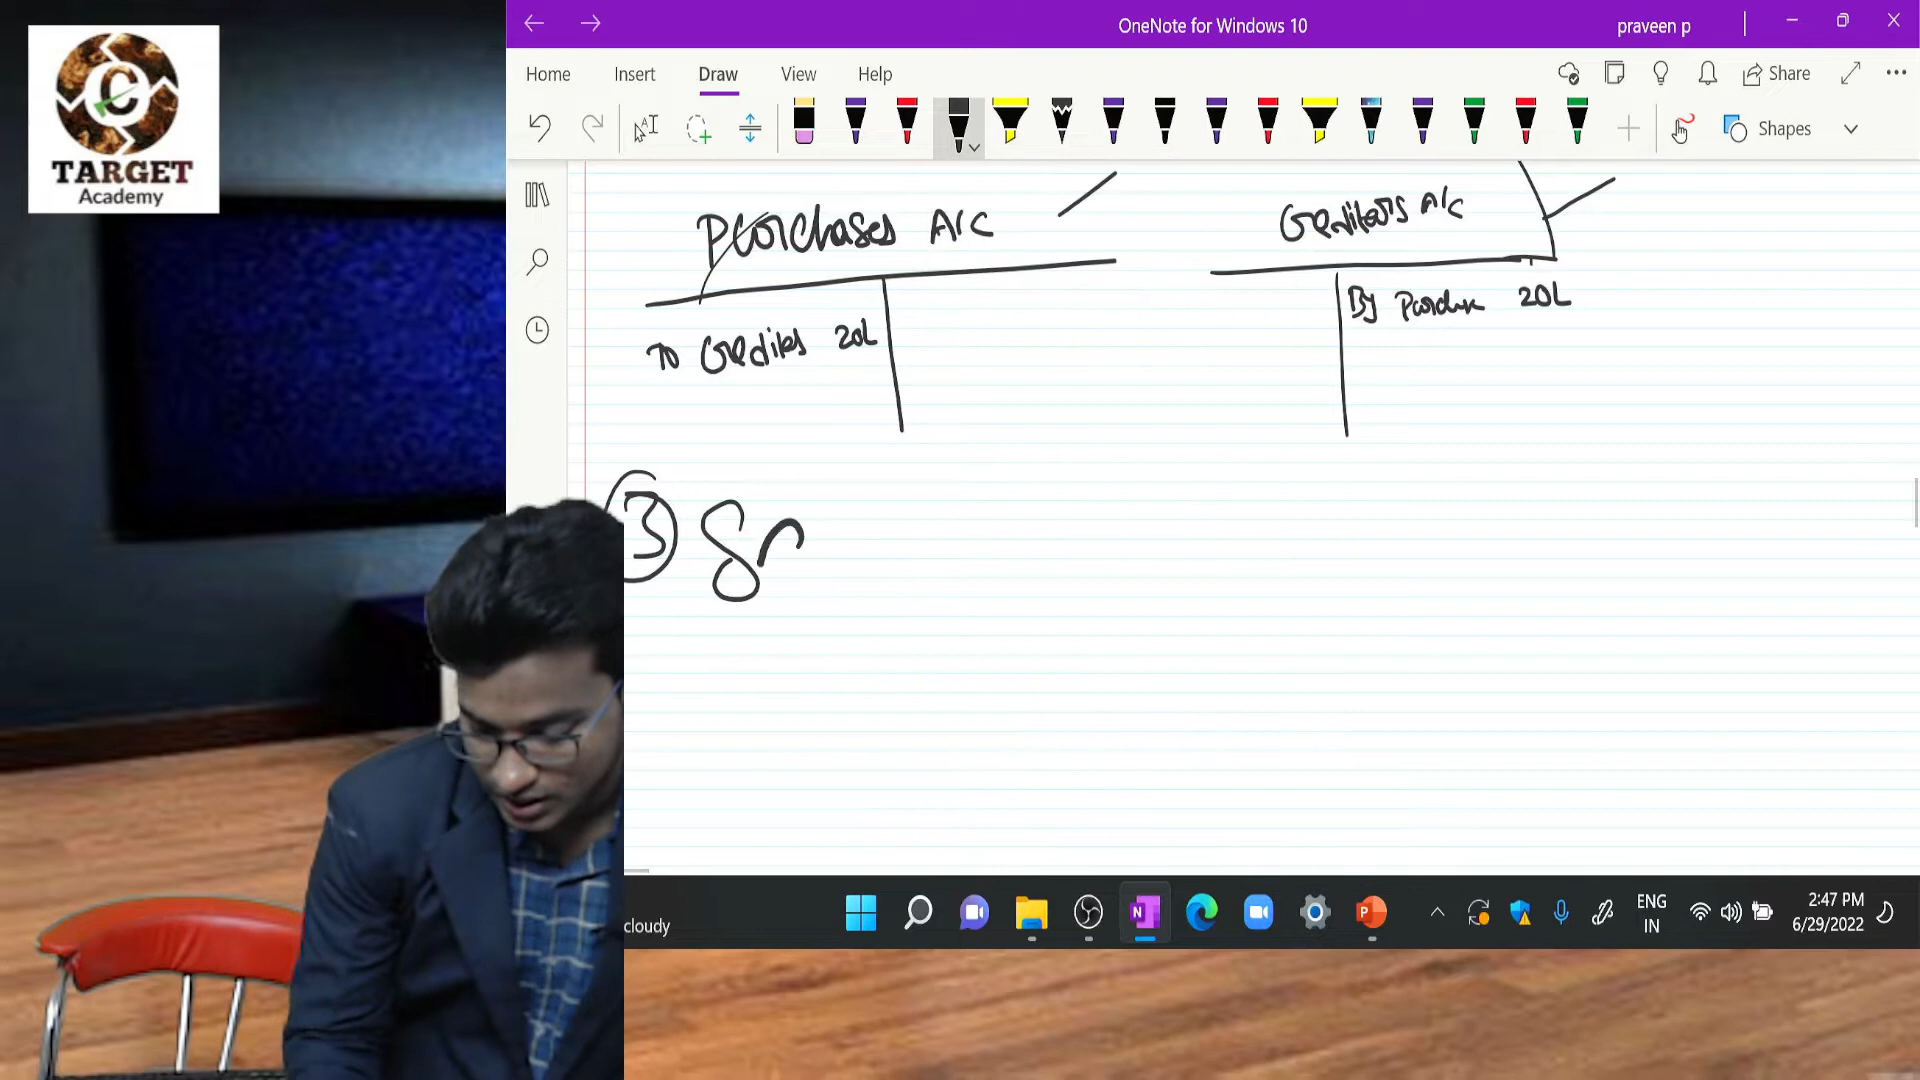 OneNote for Windows 10
praveen p
Home Insert Draw View Help
Share
Shapes
TARGET
Academy
Purchases A/C
Creditors A/C
By Purchase 20L
To Creditors 20L
3
cloudy
ENG
IN
2:47 PM
6/29/2022